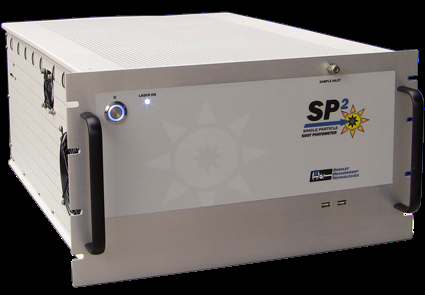 SAMPLE INLET
LASER ON
SP2
SINGLE PARTICLE
SOOT PHOTOMETER
DROPLET
MEASUREMENT
TECHNOLOGIES